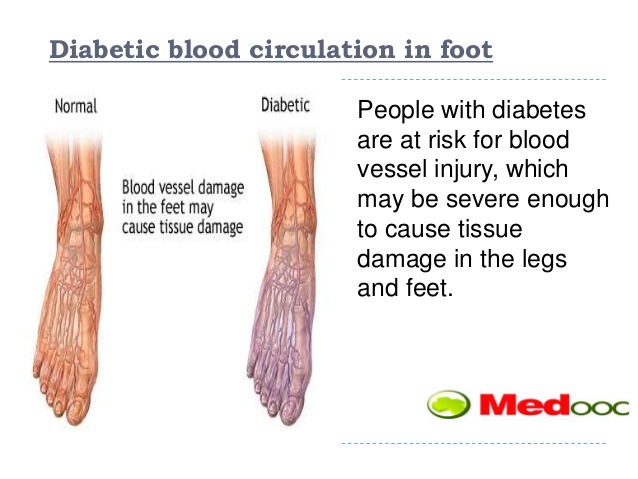 Diabetic blood circulation in foot
Normal
Diabetic
Blood vessel damage
in the feet may
cause tissue damage
People with diabetes
are at risk for blood
vessel injury, which
may be severe enough
to cause tissue
damage in the legs
and feet.
Medooc